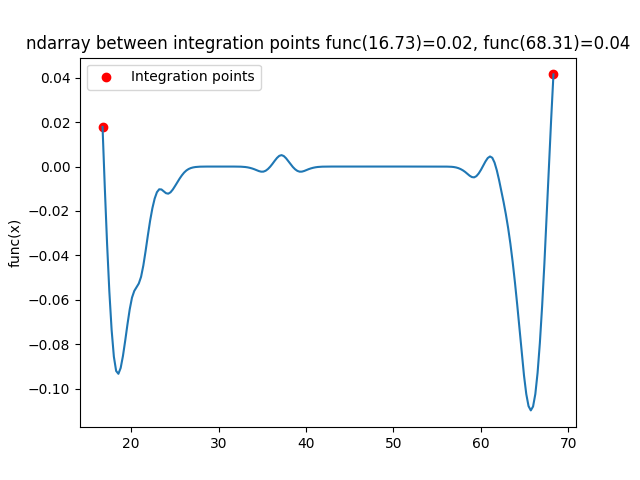 ndarray between integration points func(16.73)=0.02, func(68.31)=0.04
Integration points
func(x)
0.04
0.02
0.00
−0.02
−0.04
−0.06
−0.08
−0.10
20 30 40 50 60 70